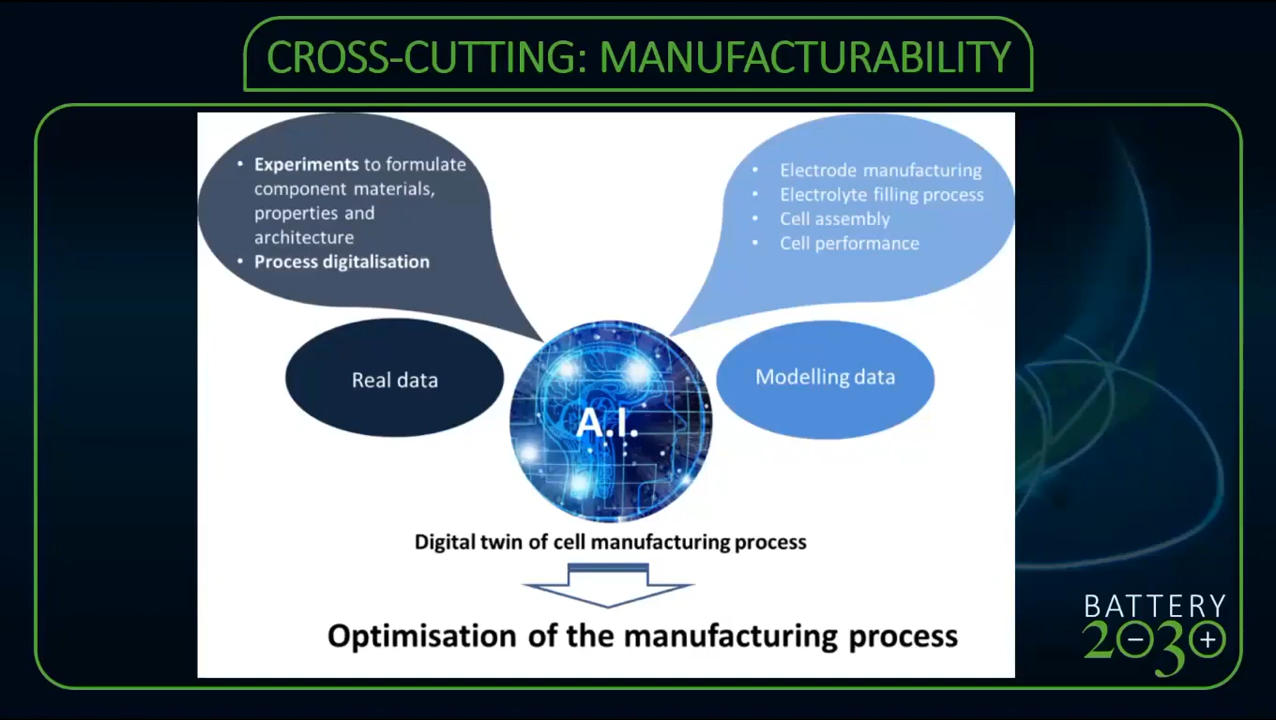 CROSS-CUTTING: MANUFACTURABILITY
• Experiments to formulate
component materials,
properties and
architecture
• Process digitalisation
• Electrode manufacturing
• Electrolyte filling process
• Cell assembly
• Cell performance
Real data
A.I.
Modelling data
Digital twin of cell manufacturing process
Optimisation of the manufacturing process
BATTERY
2030